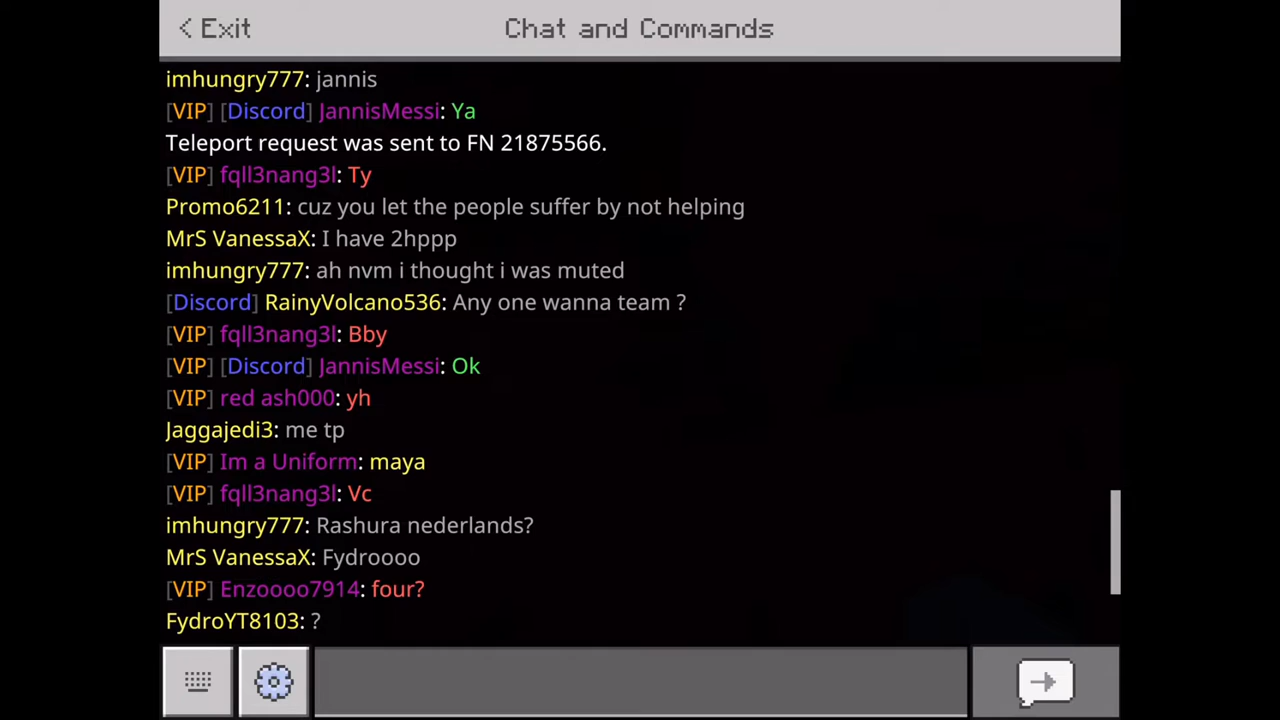 < Exit
Chat and Commands
imhungry777: jannis
[VIP] [Discord] JannisMessi: Ya
Teleport request was sent to FN 21875566.
[VIP] fqll3nang3l: Ty
Promo6211: cuz you let the people suffer by not helping
MrS VanessaX: I have 2hppp
imhungry777: ah nvm i thought i was muted
[Discord] RainyVolcano536: Any one wanna team ?
[VIP] fqll3nang3l: Bby
[VIP] [Discord] JannisMessi: Ok
[VIP] red ash000: yh
Jaggajedi3: me tp
[VIP] Im a Uniform: maya
[VIP] fqll3nang3l: Vc
imhungry777: Rashura nederlands?
MrS VanessaX: Fydroooo
[VIP] Enzoooo7914: four?
FydroYT8103: ?